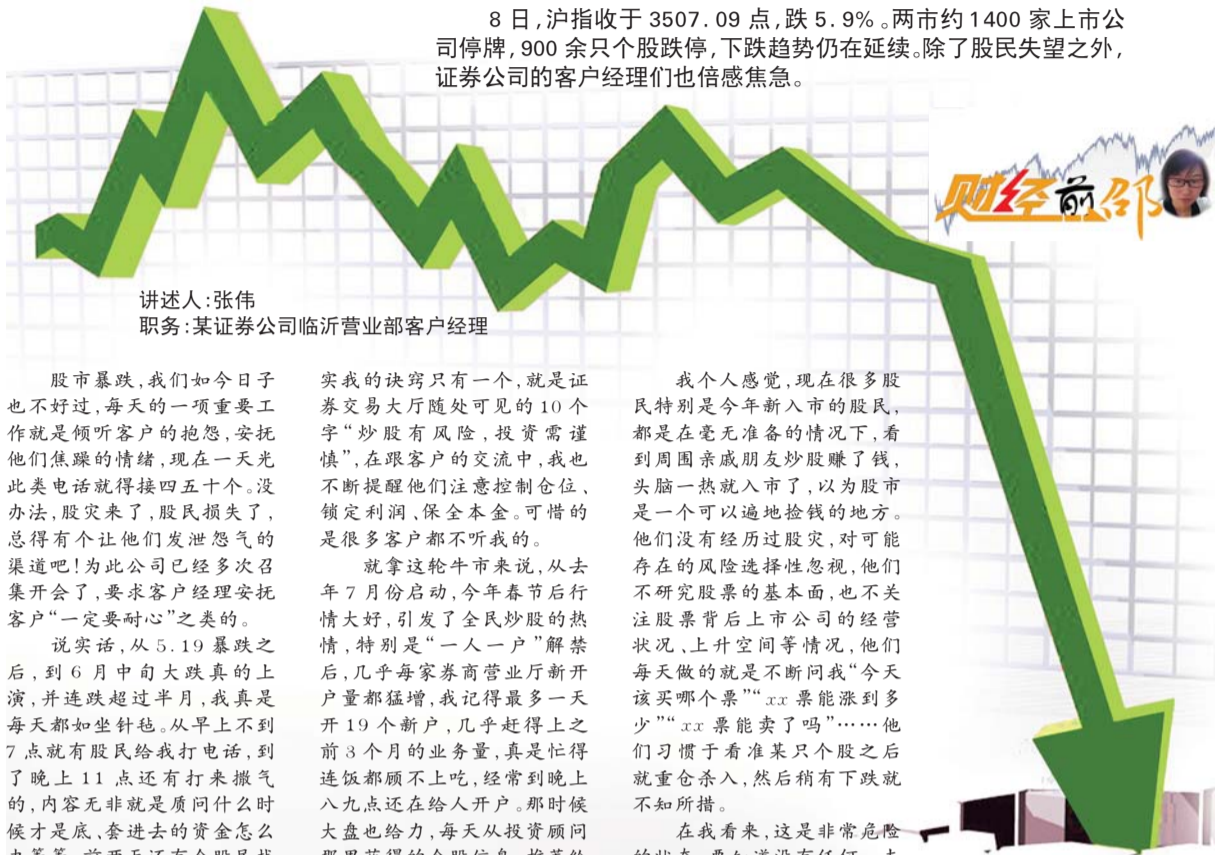 8日,沪指收于3507.09点,跌5.9%。两市约1400家上市公
司停牌,900余只个股跌停,下跌趋势仍在延续。除了股民失望之外,
证券公司的客户经理们也倍感焦急。
财经前邵
讲述人:张伟
职务:某证券公司临沂营业部客户经理
股市暴跌,我们如今日子
也不好过,每天的一项重要工
作就是倾听客户的抱怨,安抚
他们焦躁的情绪,现在一天光
此类电话就得接四五十个。没
办法,股灾来了,股民损失了,
总得有个让他们发泄怨气的
渠道吧!为此公司已经多次召
集开会了,要求客户经理安抚
客户“一定要耐心”之类的。
说实话,从5.19暴跌之
后,到6月中旬大跌真的上
演,并连跌超过半月,我真是
每天都如坐针毡。从早上不到
7点就有股民给我打电话,到
了晚上11点还有打来撒气
的,内容无非就是质问什么时
候才是底、套进去的资金怎么
实我的诀窍只有一个,就是证
券交易大厅随处可见的10个
字“炒股有风险,投资需谨
慎”,在跟客户的交流中,我也
不断提醒他们注意控制仓位、
锁定利润、保全本金。可惜的
是很多客户都不听我的。
就拿这轮牛市来说,从去
年7月份启动,今年春节后行
情大好,引发了全民炒股的热
情,特别是“一人一户”解禁
后,几乎每家券商营业厅新开
户量都猛增,我记得最多一天
开19个新户,几乎赶得上之
前3个月的业务量,真是忙得
连饭都顾不上吃,经常到晚上
八九点还在给人开户。那时候
大盘也给力,每天从投资顾问
我个人感觉,现在很多股
民特别是今年新入市的股民,
都是在毫无准备的情况下,看
到周围亲戚朋友炒股赚了钱,
头脑一热就入市了,以为股市
是一个可以遍地捡钱的地方。
他们没有经历过股灾,对可能
存在的风险选择性忽视,他们
不研究股票的基本面,也不关
注股票背后上市公司的经营
状况、上升空间等情况,他们
每天做的就是不断问我“今天
该买哪个票”“xx票能涨到多
少”“xx票能卖了吗”……他
们习惯于看准某只个股之后
就重仓杀入,然后稍有下跌就
不知所措。
在我看来,这是非常危险